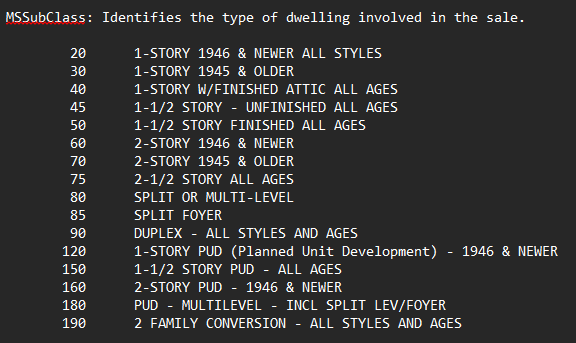 MSSubClass: Identifies the type of dwelling involved in the sale.
20 1-STORY 1946 & NEWER ALL STYLES
30 1-STORY 1945 & OLDER
40 1-STORY W/FINISHED ATTIC ALL AGES
45 1-1/2 STORY - UNFINISHED ALL AGES
50 1-1/2 STORY FINISHED ALL AGES
60 2-STORY 1946 & NEWER
70 2-STORY 1945 & OLDER
75 2-1/2 STORY ALL AGES
80 SPLIT OR MULTI-LEVEL
85 SPLIT FOYER
90 DUPLEX - ALL STYLES AND AGES
120 1-STORY PUD (Planned Unit Development) - 1946 & NEWER
150 1-1/2 STORY PUD - ALL AGES
160 2-STORY PUD - 1946 & NEWER
180 PUD - MULTILEVEL - INCL SPLIT LEV/FOYER
190 2 FAMILY CONVERSION - ALL STYLES AND AGES